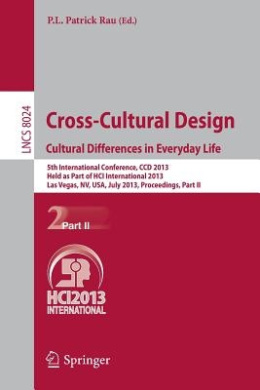 P.L. Patrick Rau (Ed.)
LNCS 8024
Cross-Cultural Design
Cultural Differences in Everyday Life
5th International Conference, CCD 2013
Held as Part of HCI International 2013
Las Vegas, NV, USA, July 2013, Proceedings, Part II
2 Part II
HCI2013
INTERNATIONAL
Springer